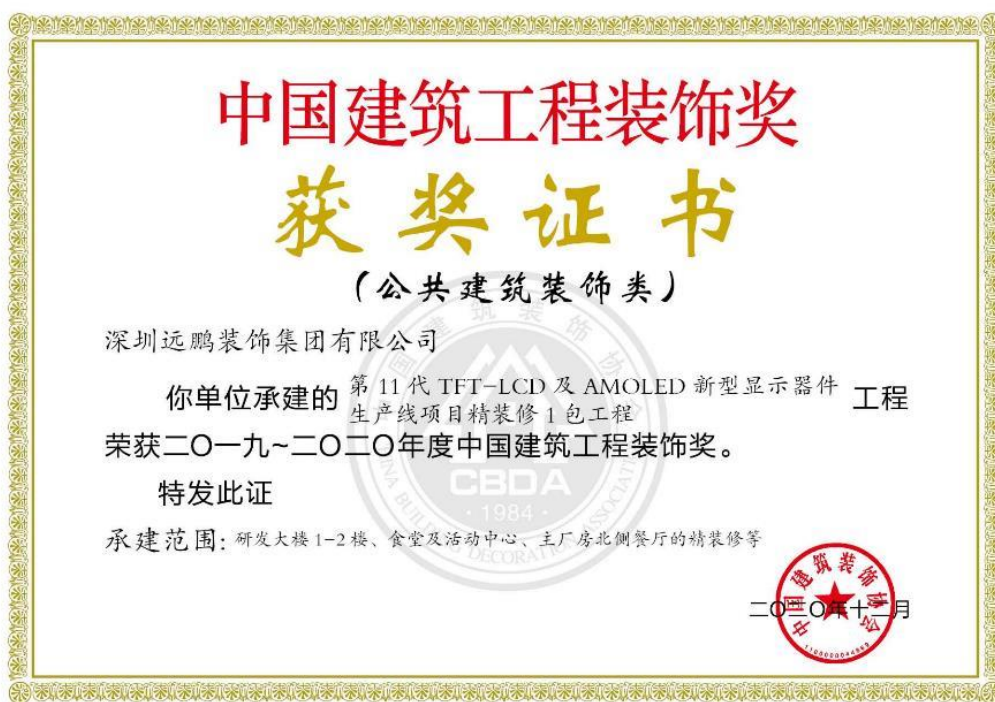 中国建筑工程装饰奖
获奖证书
（公共建筑装饰类）
深圳远鹏装饰集团有限公司
你单位承建的 第11代TFT-LCD及AMOLED新型显示器件
生产线项目精装修1包工程 工程
荣获二〇一九~二〇二〇年度中国建筑工程装饰奖。
特发此证
承建范围: 研发大楼1-2楼、食堂及活动中心、主厂房北侧餐厅的精装修等
二〇二〇年十二月
中国建筑装饰协会
CBDA
·1984·